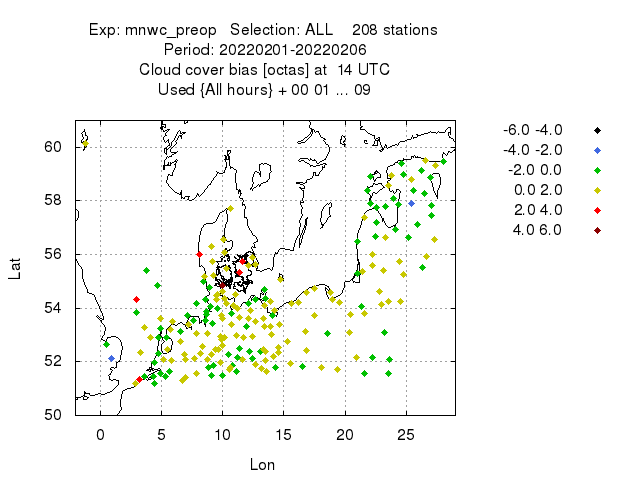 Exp: mnwc_preop   Selection: ALL    208 stations
Period: 20220201-20220206
Cloud cover bias [octas] at  14 UTC
Used {All hours} + 00 01 ... 09
-6.0 -4.0
-4.0 -2.0
-2.0 0.0
0.0 2.0
2.0 4.0
4.0 6.0
60
58
56
54
52
50
Lat
0 5 10 15 20 25
Lon